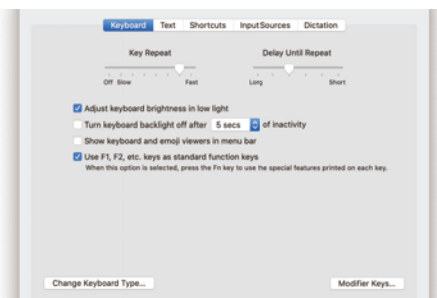 Keyboard Text Shortcuts InputSources Dictation
Key Repeat Delay Until Repeat
Off Slow Fast Long Short
Adjust keyboard brightness in low light
Turn keyboard backlight off after 5 secs of inactivity
Show keyboard and emoji viewers in menu bar
Use F1, F2, etc. keys as standard function keys
When this option is selected, press the Fn key to use he special features printed on each key.
Change Keyboard Type... Modifier Keys...